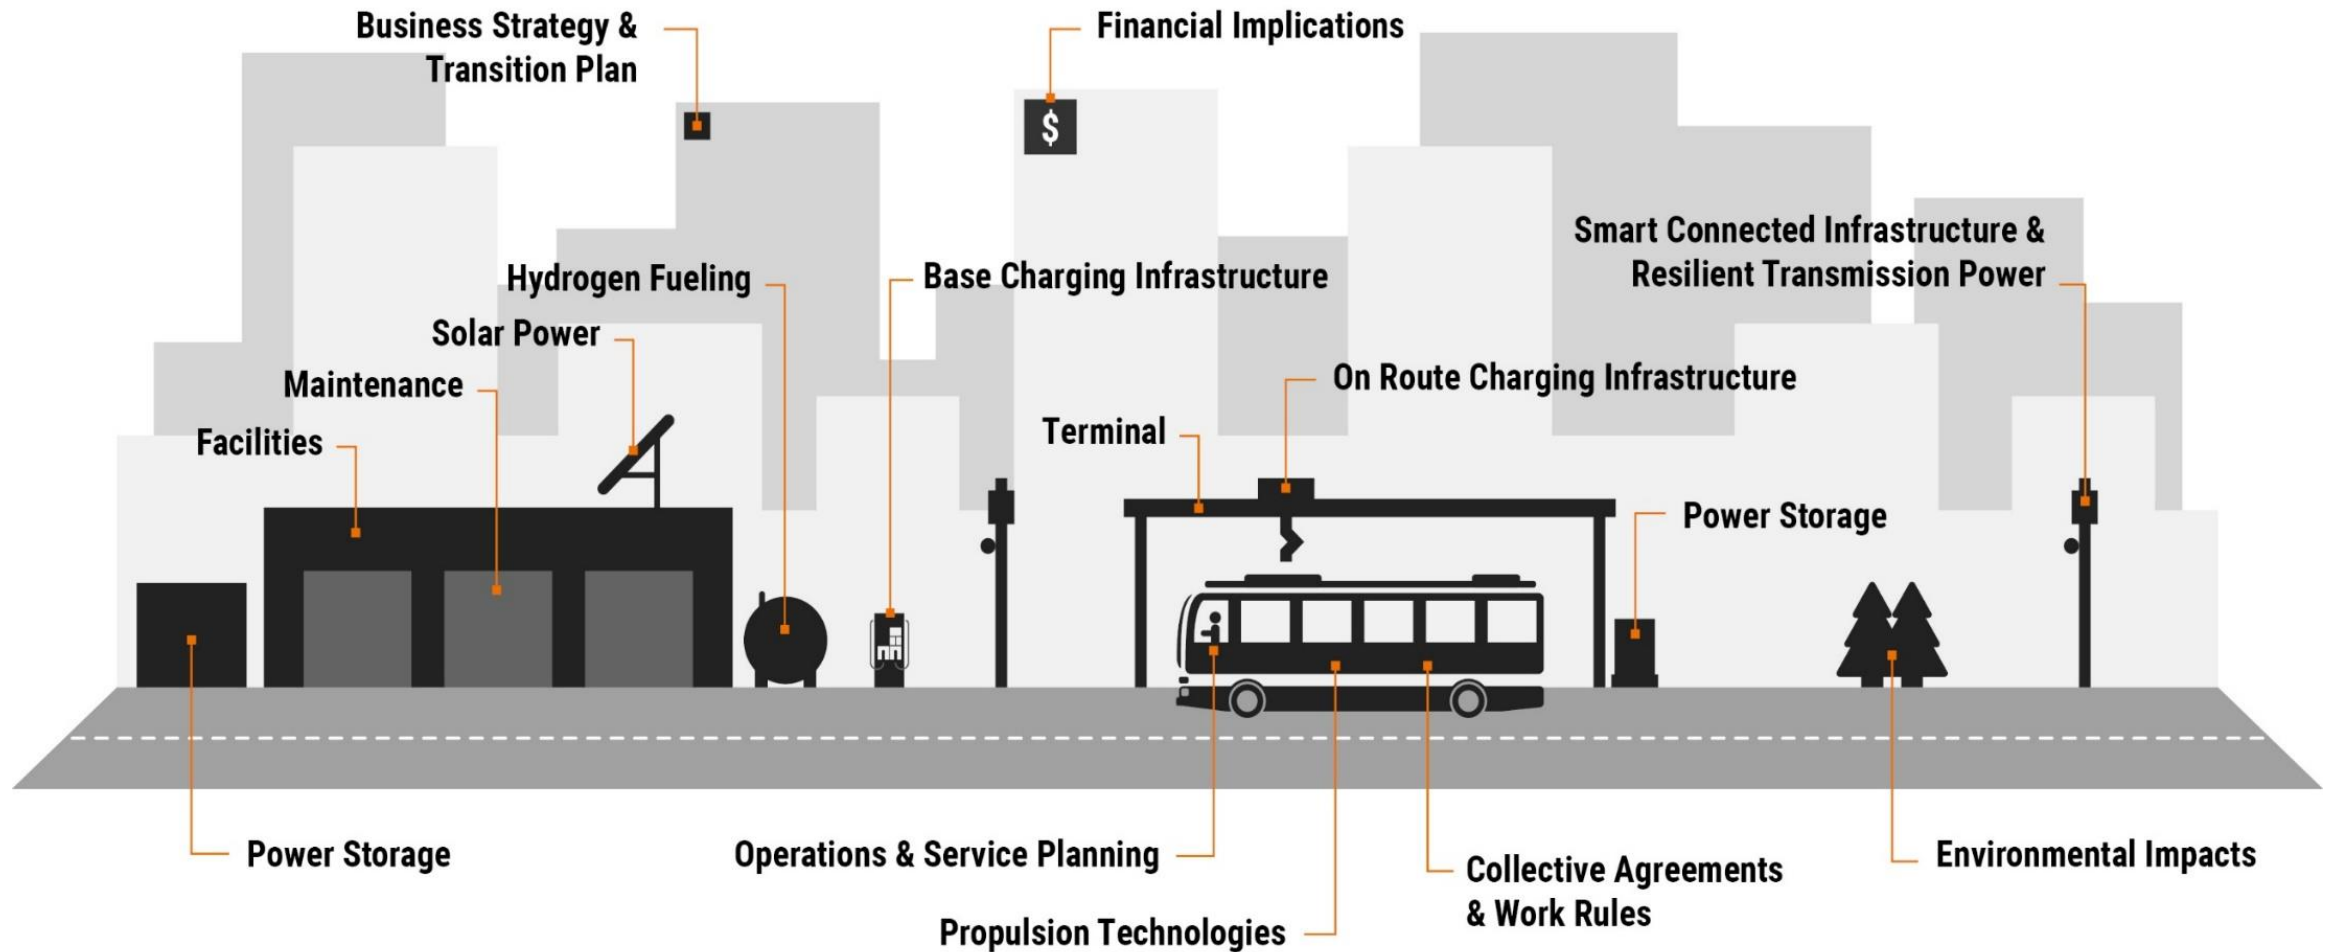 Business Strategy &
Transition Plan
Financial Implications
$
Smart Connected Infrastructure &
Resilient Transmission Power
Hydrogen Fueling
Base Charging Infrastructure
Solar Power
Maintenance
On Route Charging Infrastructure
Facilities
Terminal
Power Storage
Power Storage
Operations & Service Planning
Collective Agreements
& Work Rules
Environmental Impacts
Propulsion Technologies